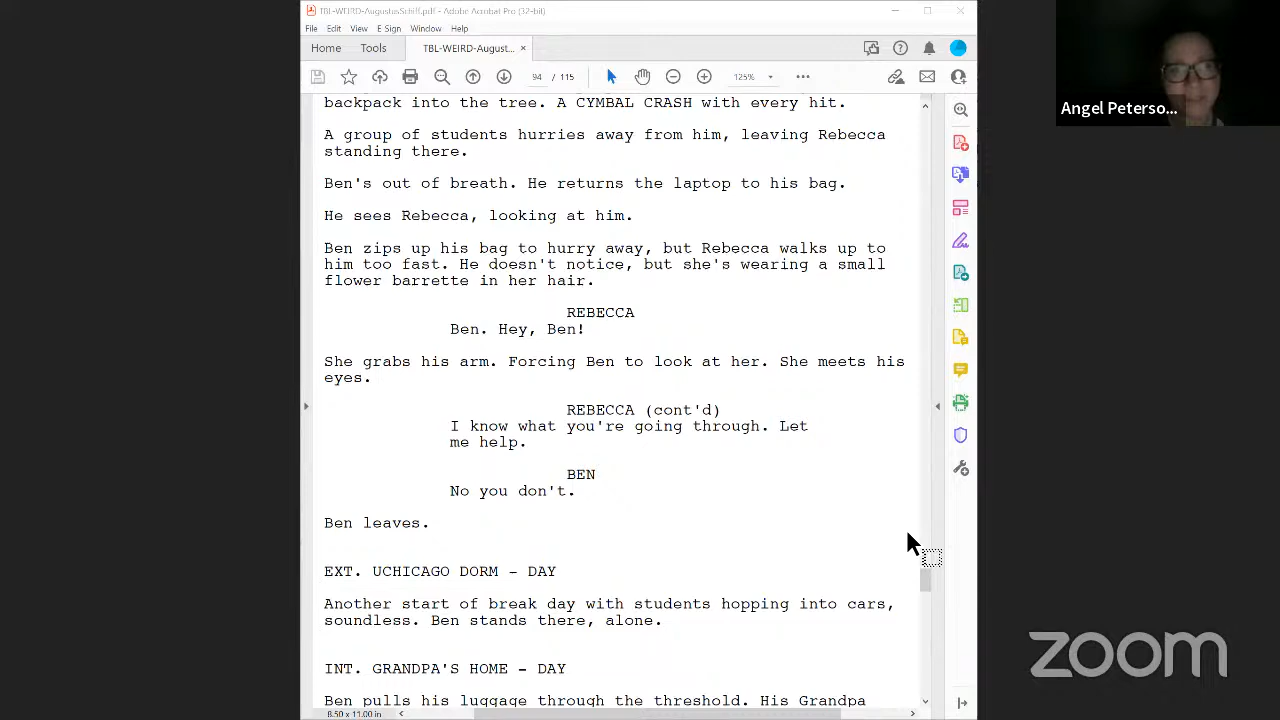 TBL-WEIRD-AugustusSchiff.pdf - Adobe Acrobat Pro (32-bit)
File Edit View E Sign Window Help
Home Tools TBL-WEIRD-August... ×
94 / 115 125%
backpack into the tree. A CYMBAL CRASH with every hit.
Angel Peterso...
A group of students hurries away from him, leaving Rebecca
standing there.
Ben's out of breath. He returns the laptop to his bag.
He sees Rebecca, looking at him.
Ben zips up his bag to hurry away, but Rebecca walks up to
him too fast. He doesn't notice, but she's wearing a small
flower barrette in her hair.
REBECCA
Ben. Hey, Ben!
She grabs his arm. Forcing Ben to look at her. She meets his
eyes.
REBECCA (cont'd)
I know what you're going through. Let
me help.
BEN
No you don't.
Ben leaves.
EXT. UCHICAGO DORM - DAY
Another start of break day with students hopping into cars,
soundless. Ben stands there, alone.
INT. GRANDPA'S HOME - DAY
Ben pulls his luggage through the threshold. His Grandpa
8.50 x 11.00 in
zoom